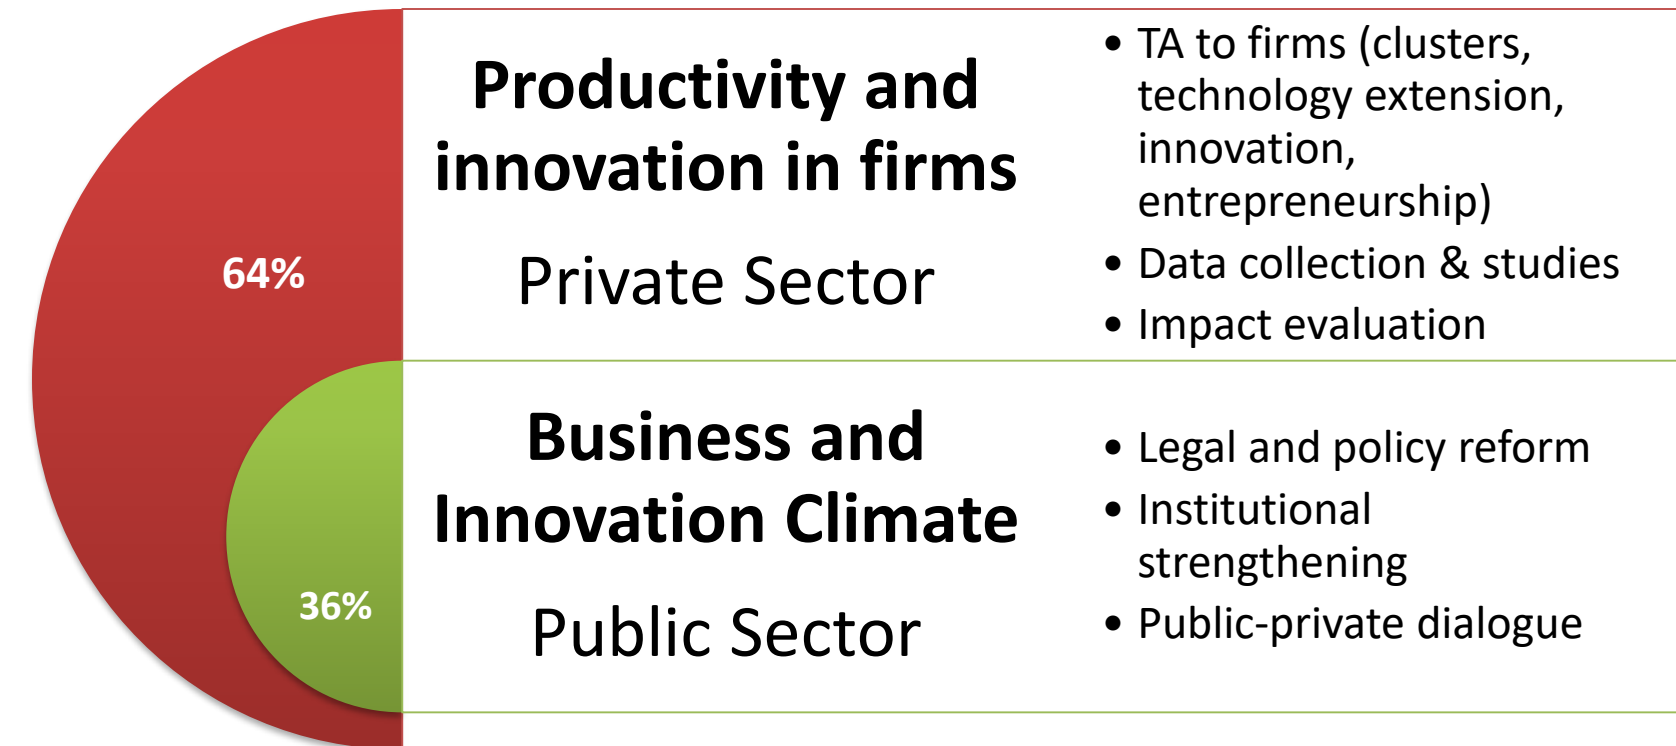 64%
Productivity and
innovation in firms
Private Sector
• TA to firms (clusters,
technology extension,
innovation,
entrepreneurship)
• Data collection & studies
• Impact evaluation
36%
Business and
Innovation Climate
Public Sector
• Legal and policy reform
• Institutional
strengthening
• Public-private dialogue